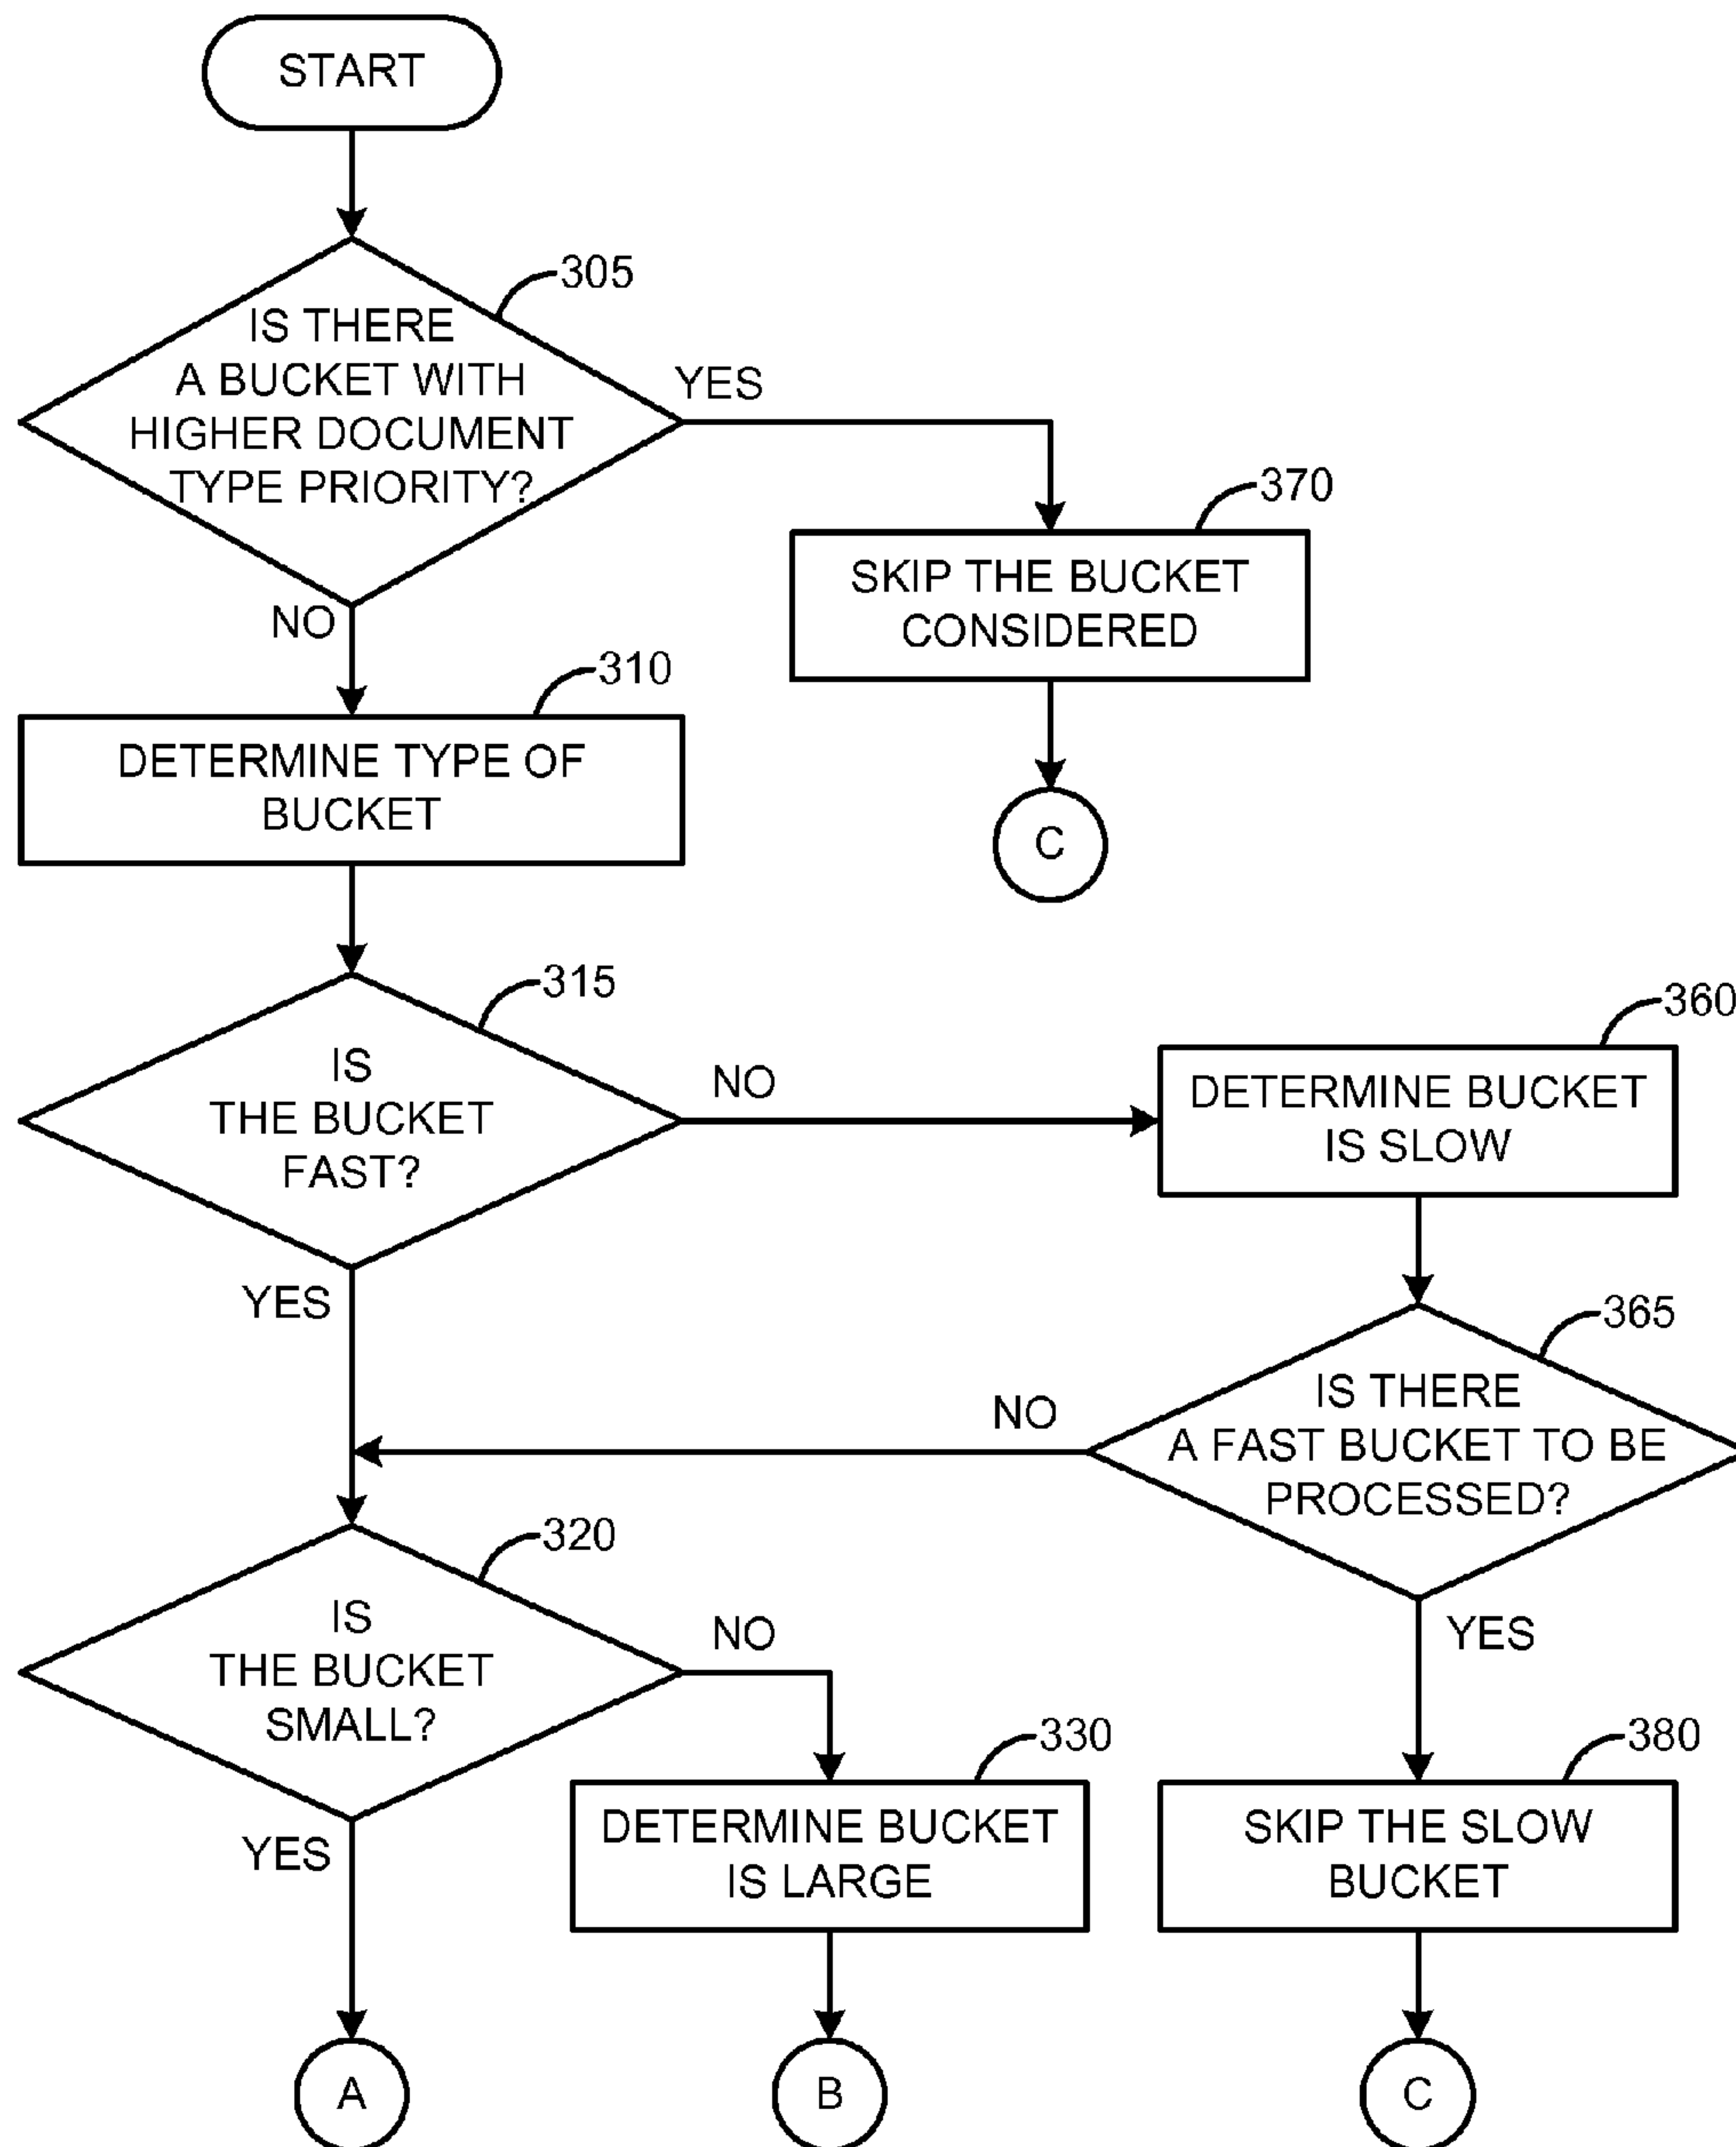 START
305
IS THERE
A BUCKET WITH
HIGHER DOCUMENT
TYPE PRIORITY?
YES
NO
370
SKIP THE BUCKET
CONSIDERED
C
310
DETERMINE TYPE OF
BUCKET
315
IS
THE BUCKET
FAST?
NO
YES
360
DETERMINE BUCKET
IS SLOW
365
IS THERE
A FAST BUCKET TO BE
PROCESSED?
NO
YES
320
IS
THE BUCKET
SMALL?
NO
YES
330
DETERMINE BUCKET
IS LARGE
380
SKIP THE SLOW
BUCKET
A
B
C